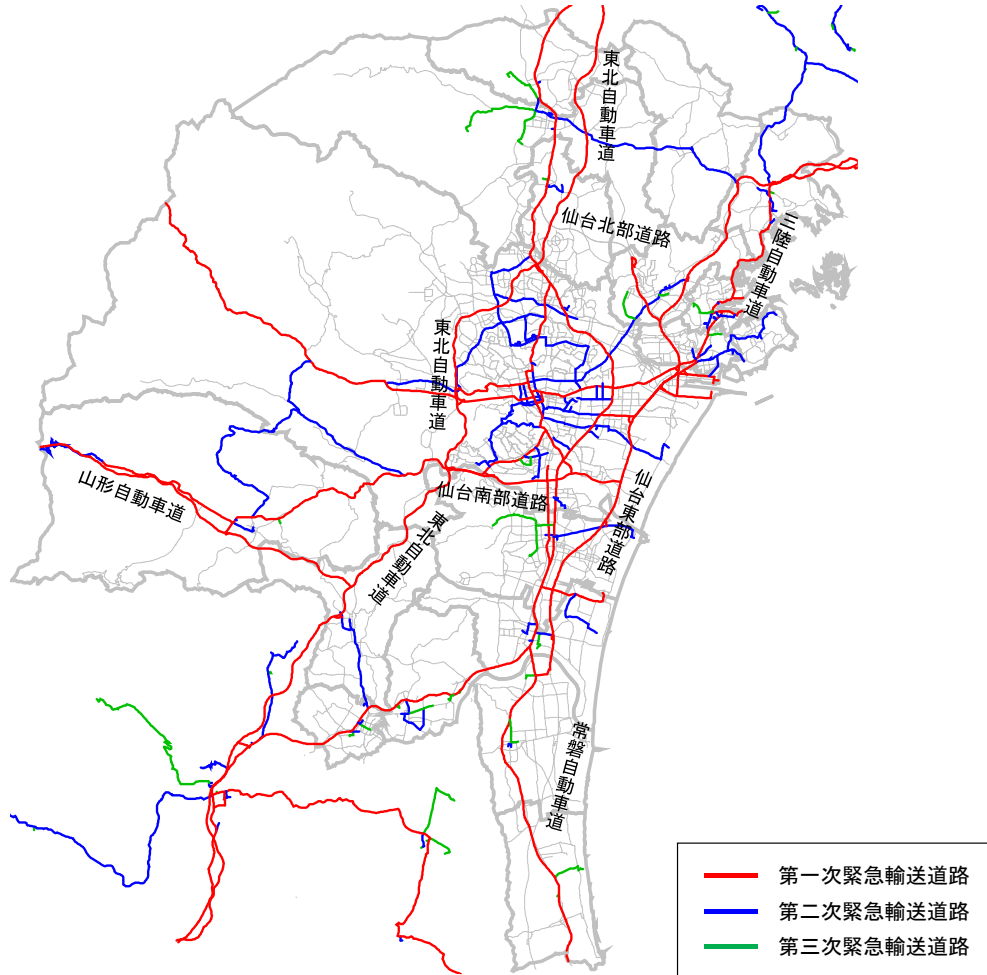 東北自動車道
仙台北部道路
三陸自動車道
東北自動車道
山形自動車道
仙台南部道路
仙台東部道路
東北自動車道
常磐自動車道
第一次緊急輸送道路
第二次緊急輸送道路
第三次緊急輸送道路